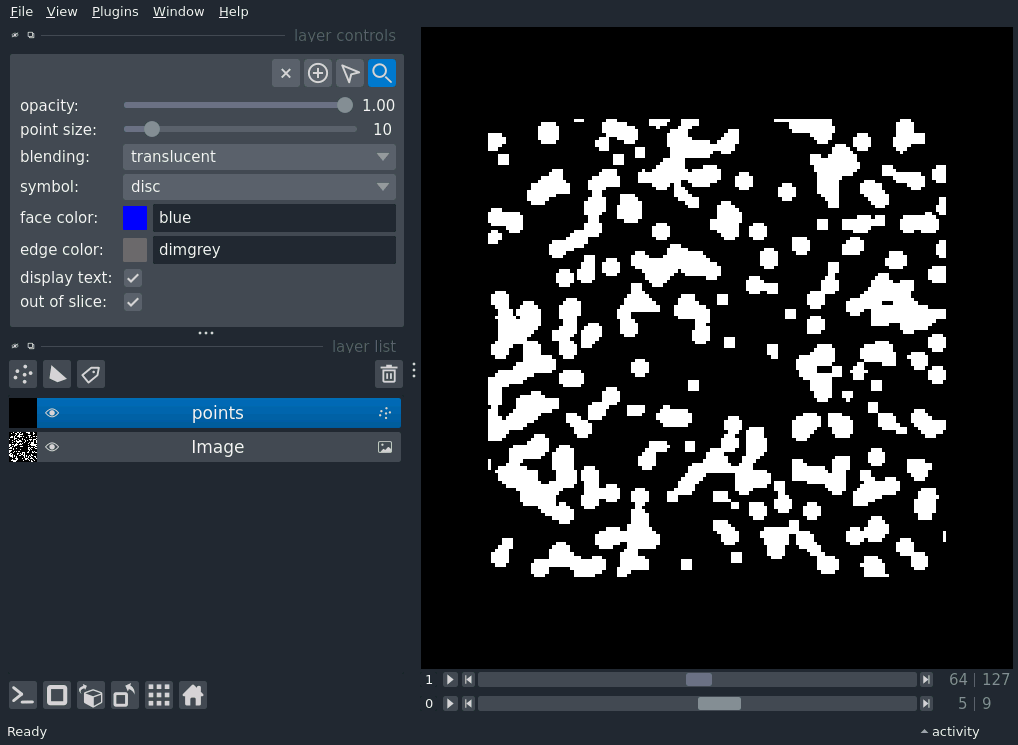 File View Plugins Window Help
layer controls
opacity: 1.00
point size: 10
blending: translucent
symbol: disc
face color: blue
edge color: dimgrey
display text:
out of slice:
layer list
points
Image
1 64 | 127
0 5 | 9
Ready activity